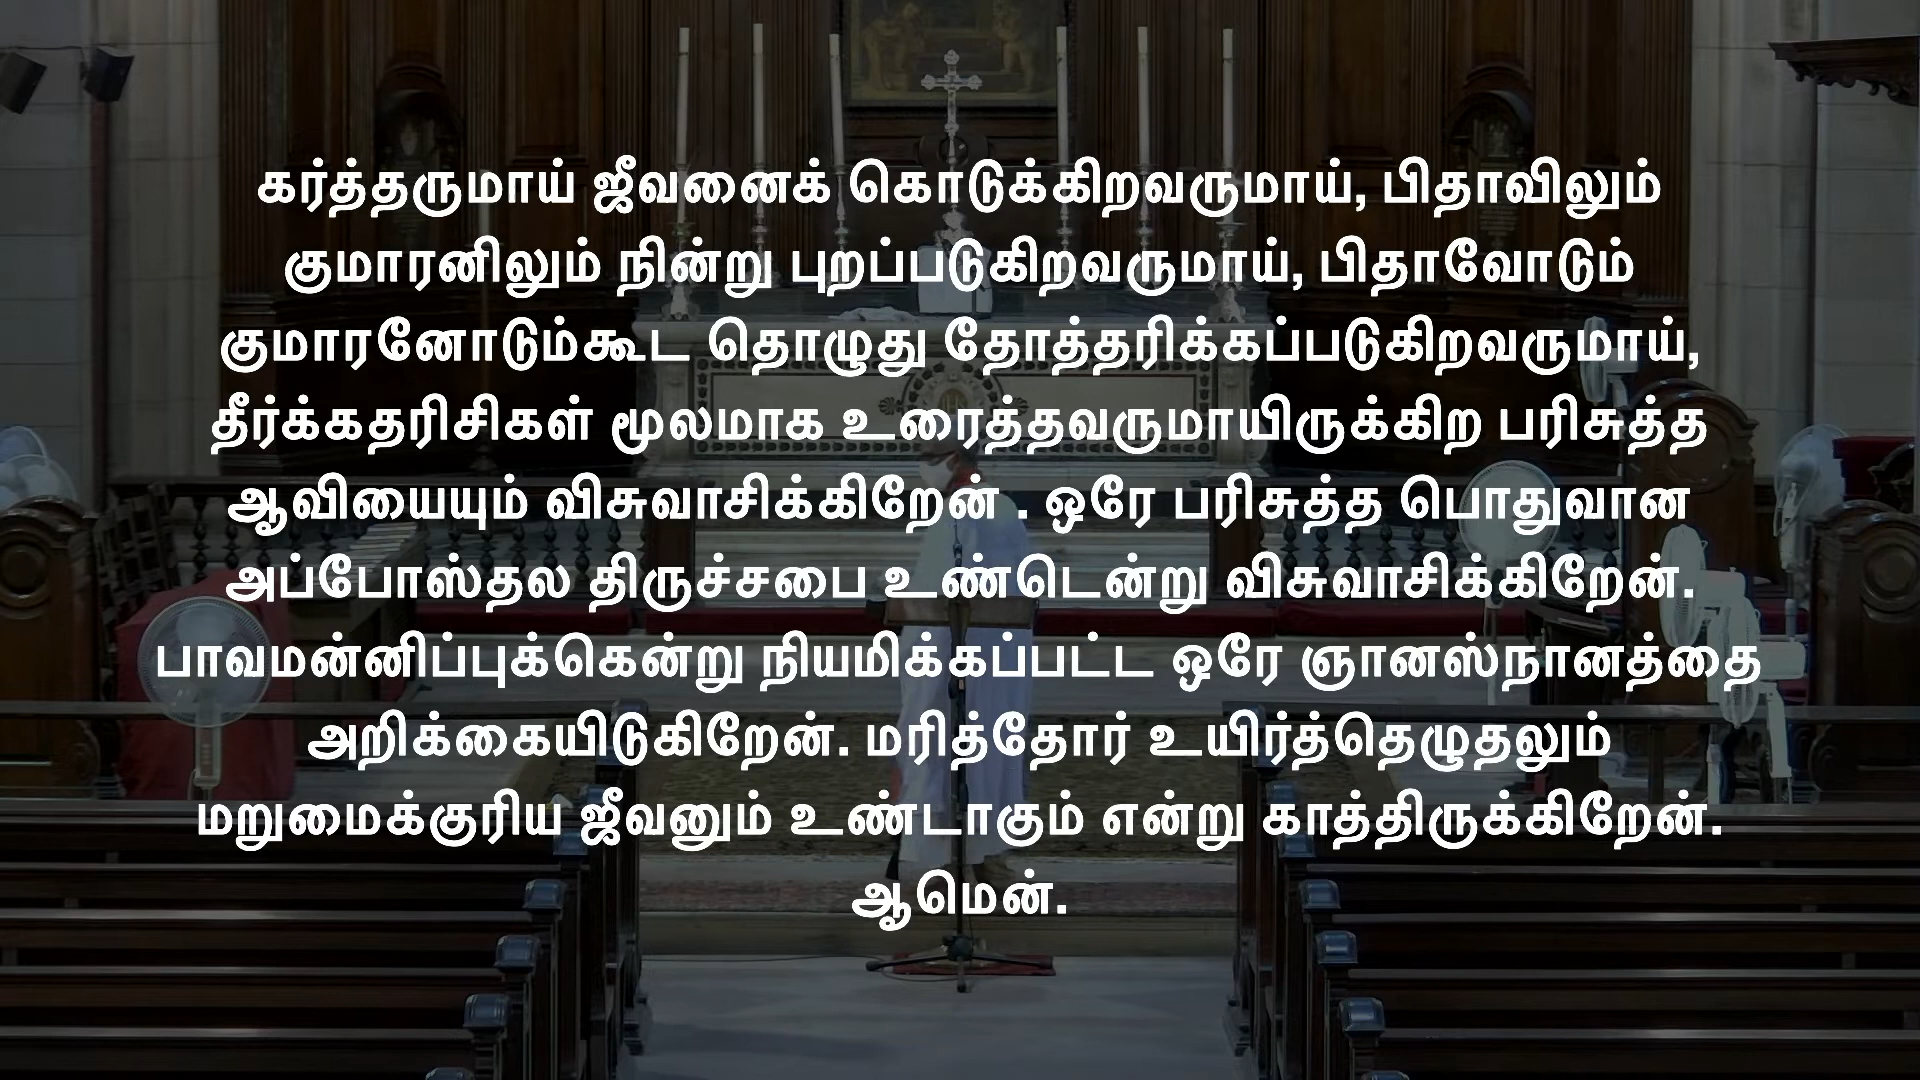 கர்த்தருமாய் ஜீவனைக் கொடுக்கிறவருமாய், பிதாவிலும்
குமாரனிலும் நின்று புறப்படுகிறவருமாய், பிதாவோடும்
குமாரனோடும்கூட தொழுது தோத்தரிக்கப்படுகிறவருமாய்,
தீர்க்கதரிசிகள் மூலமாக உரைத்தவருமாயிருக்கிற பரிசுத்த
ஆவியையும் விசுவாசிக்கிறேன் . ஒரே பரிசுத்த பொதுவான
அப்போஸ்தல திருச்சபை உண்டென்று விசுவாசிக்கிறேன்.
பாவமன்னிப்புக்கென்று நியமிக்கப்பட்ட ஒரே ஞானஸ்நானத்தை
அறிக்கையிடுகிறேன். மரித்தோர் உயிர்த்தெழுதலும்
மறுமைக்குரிய ஜீவனும் உண்டாகும் என்று காத்திருக்கிறேன்.
ஆமென்.